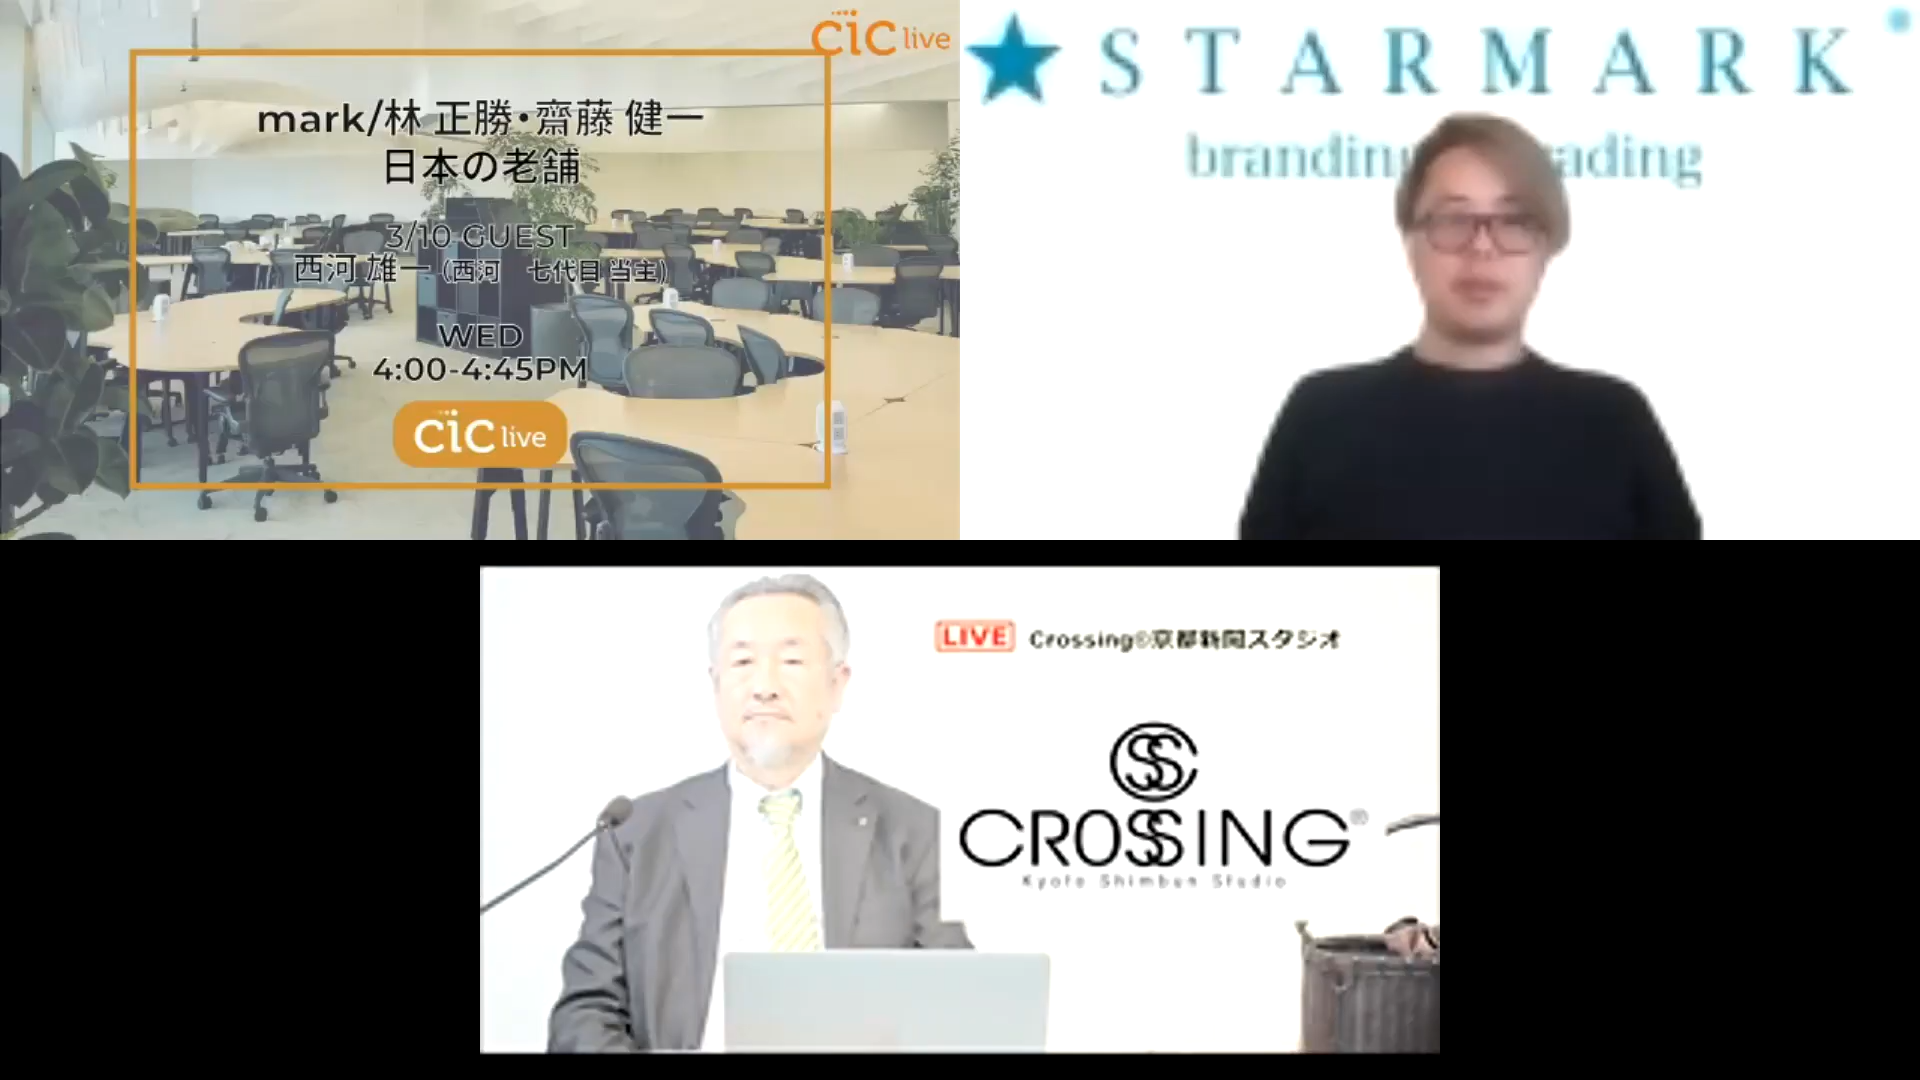 CIC live
mark/林 正勝・齋藤 健一
日本の老舗
3/10 GUEST
西河 雄一 (西河 七代目 当主)
WED
4:00-4:45PM
CIC live
STARMARK
branding trading
LIVE Crossing®京都新聞スタジオ
CROSSING®
Kyoto Shimbun Studio